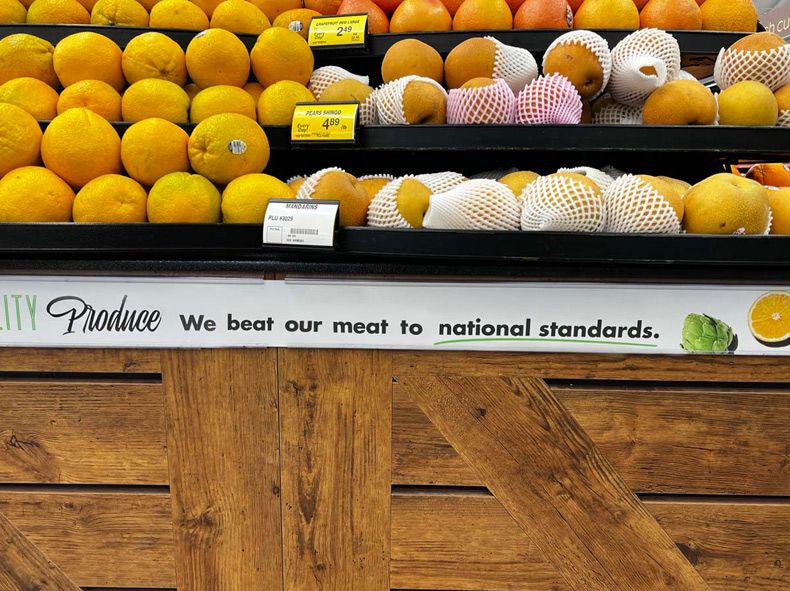 GRAPEFRUIT RED LARGE
2 49
PEARS SHINGO
4 89 /lb
MANDARINS
PLU #3029
LITY Produce We beat our meat to national standards.